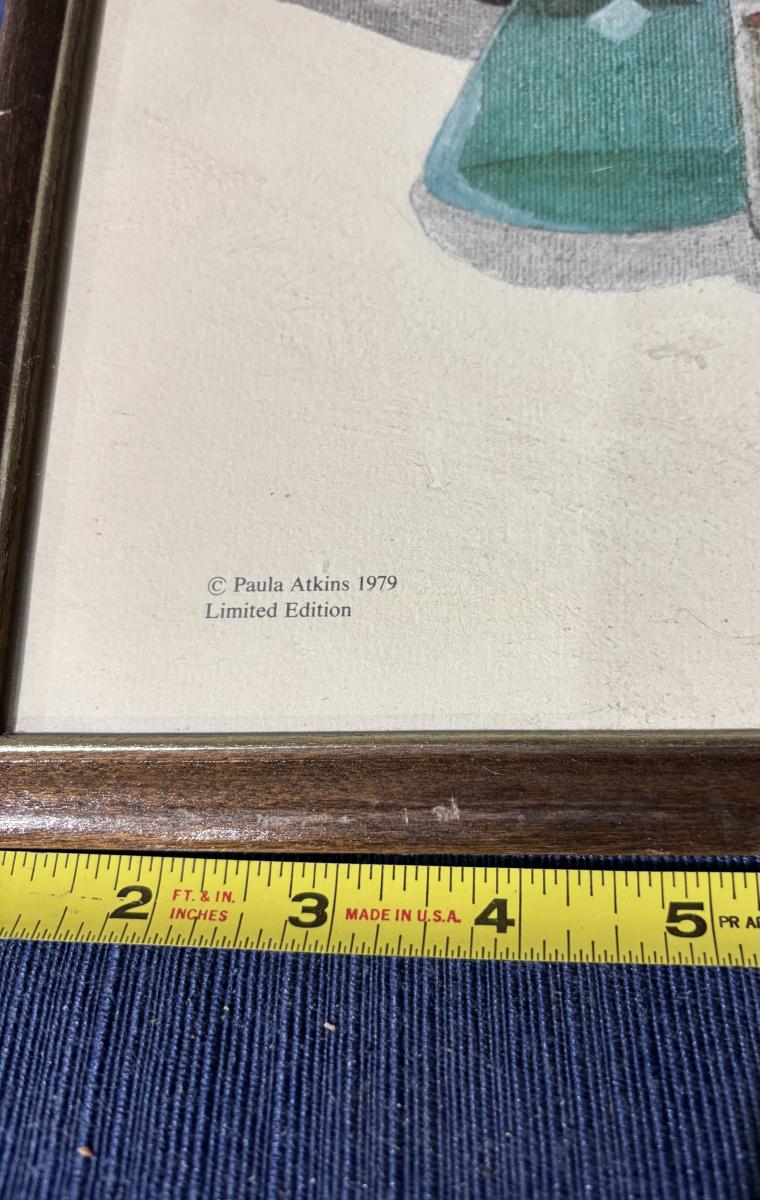 © Paula Atkins 1979
Limited Edition
2 FT. & IN. INCHES 3 MADE IN U.S.A. 4 5